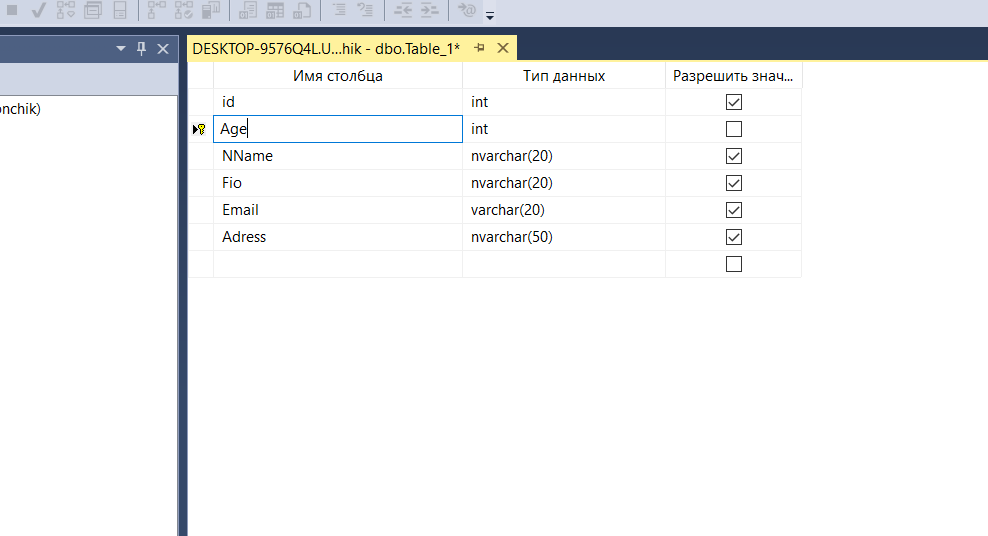 DESKTOP-9576Q4L.U...hik - dbo.Table_1*
onchik)
Имя столбца Тип данных Разрешить знач...
id int
Age int
NName nvarchar(20)
Fio nvarchar(20)
Email varchar(20)
Adress nvarchar(50)